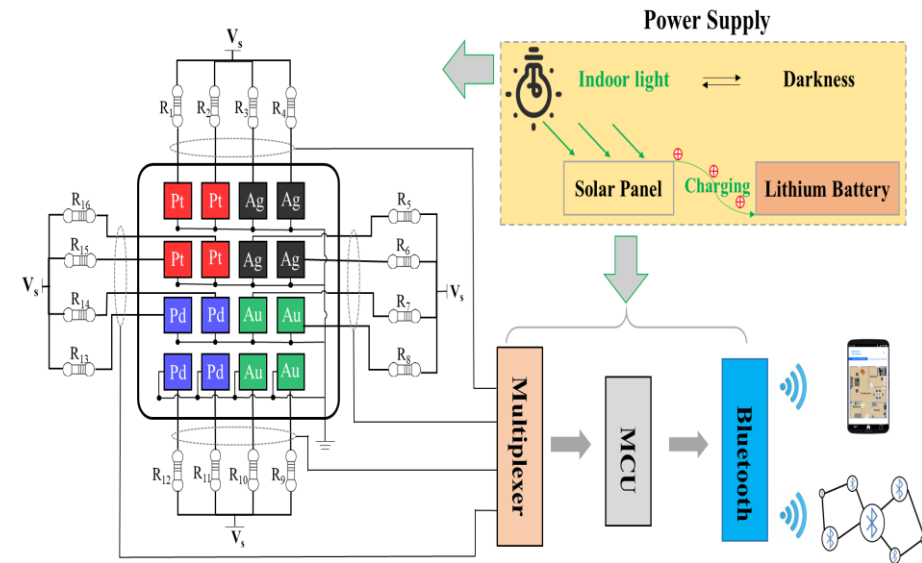 Power Supply
Vs
Indoor light
Darkness
R1
R2
R3
R4
Solar Panel
Charging
Lithium Battery
Pt
Pt
Ag
Ag
R16
R5
R15
Pt
Pt
Ag
Ag
R6
Vs
Vs
R14
Pd
Pd
Au
Au
R7
R13
R8
Pd
Pd
Au
Au
Multiplexer
MCU
Bluetooth
R12
R11
R10
R9
Vs